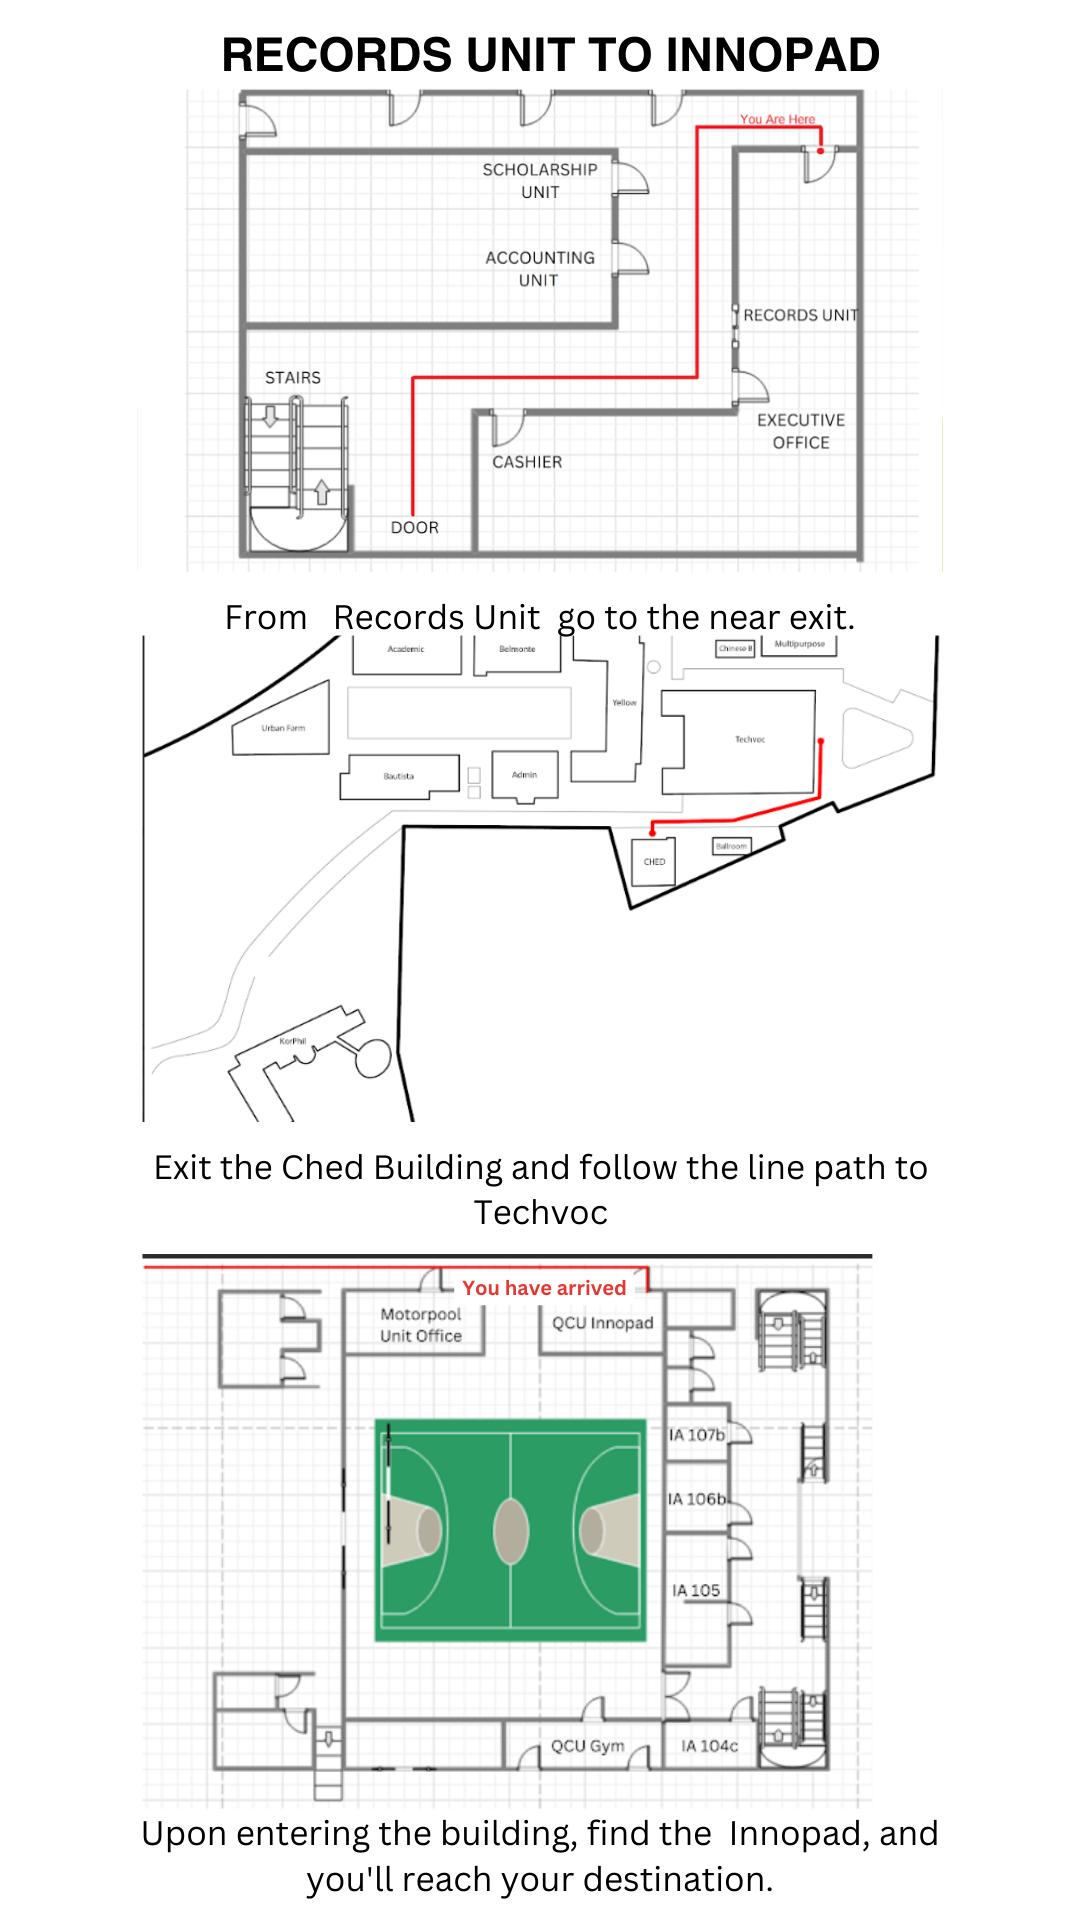 RECORDS UNIT TO INNOPAD
You Are Here
SCHOLARSHIP
UNIT
ACCOUNTING
UNIT
RECORDS UNIT
STAIRS
EXECUTIVE
OFFICE
CASHIER
DOOR
From Records Unit go to the near exit.
Academic
Belmonte
Chinese B
Multipurpose
Yellow
Urban Farm
Techvoc
Bautista
Admin
CHED
Ballroom
KorPhil
Exit the Ched Building and follow the line path to
Techvoc
You have arrived
Motorpool
Unit Office
QCU Innopad
IA 107b
IA 106b
IA 105
QCU Gym
IA 104c
Upon entering the building, find the Innopad, and
you'll reach your destination.